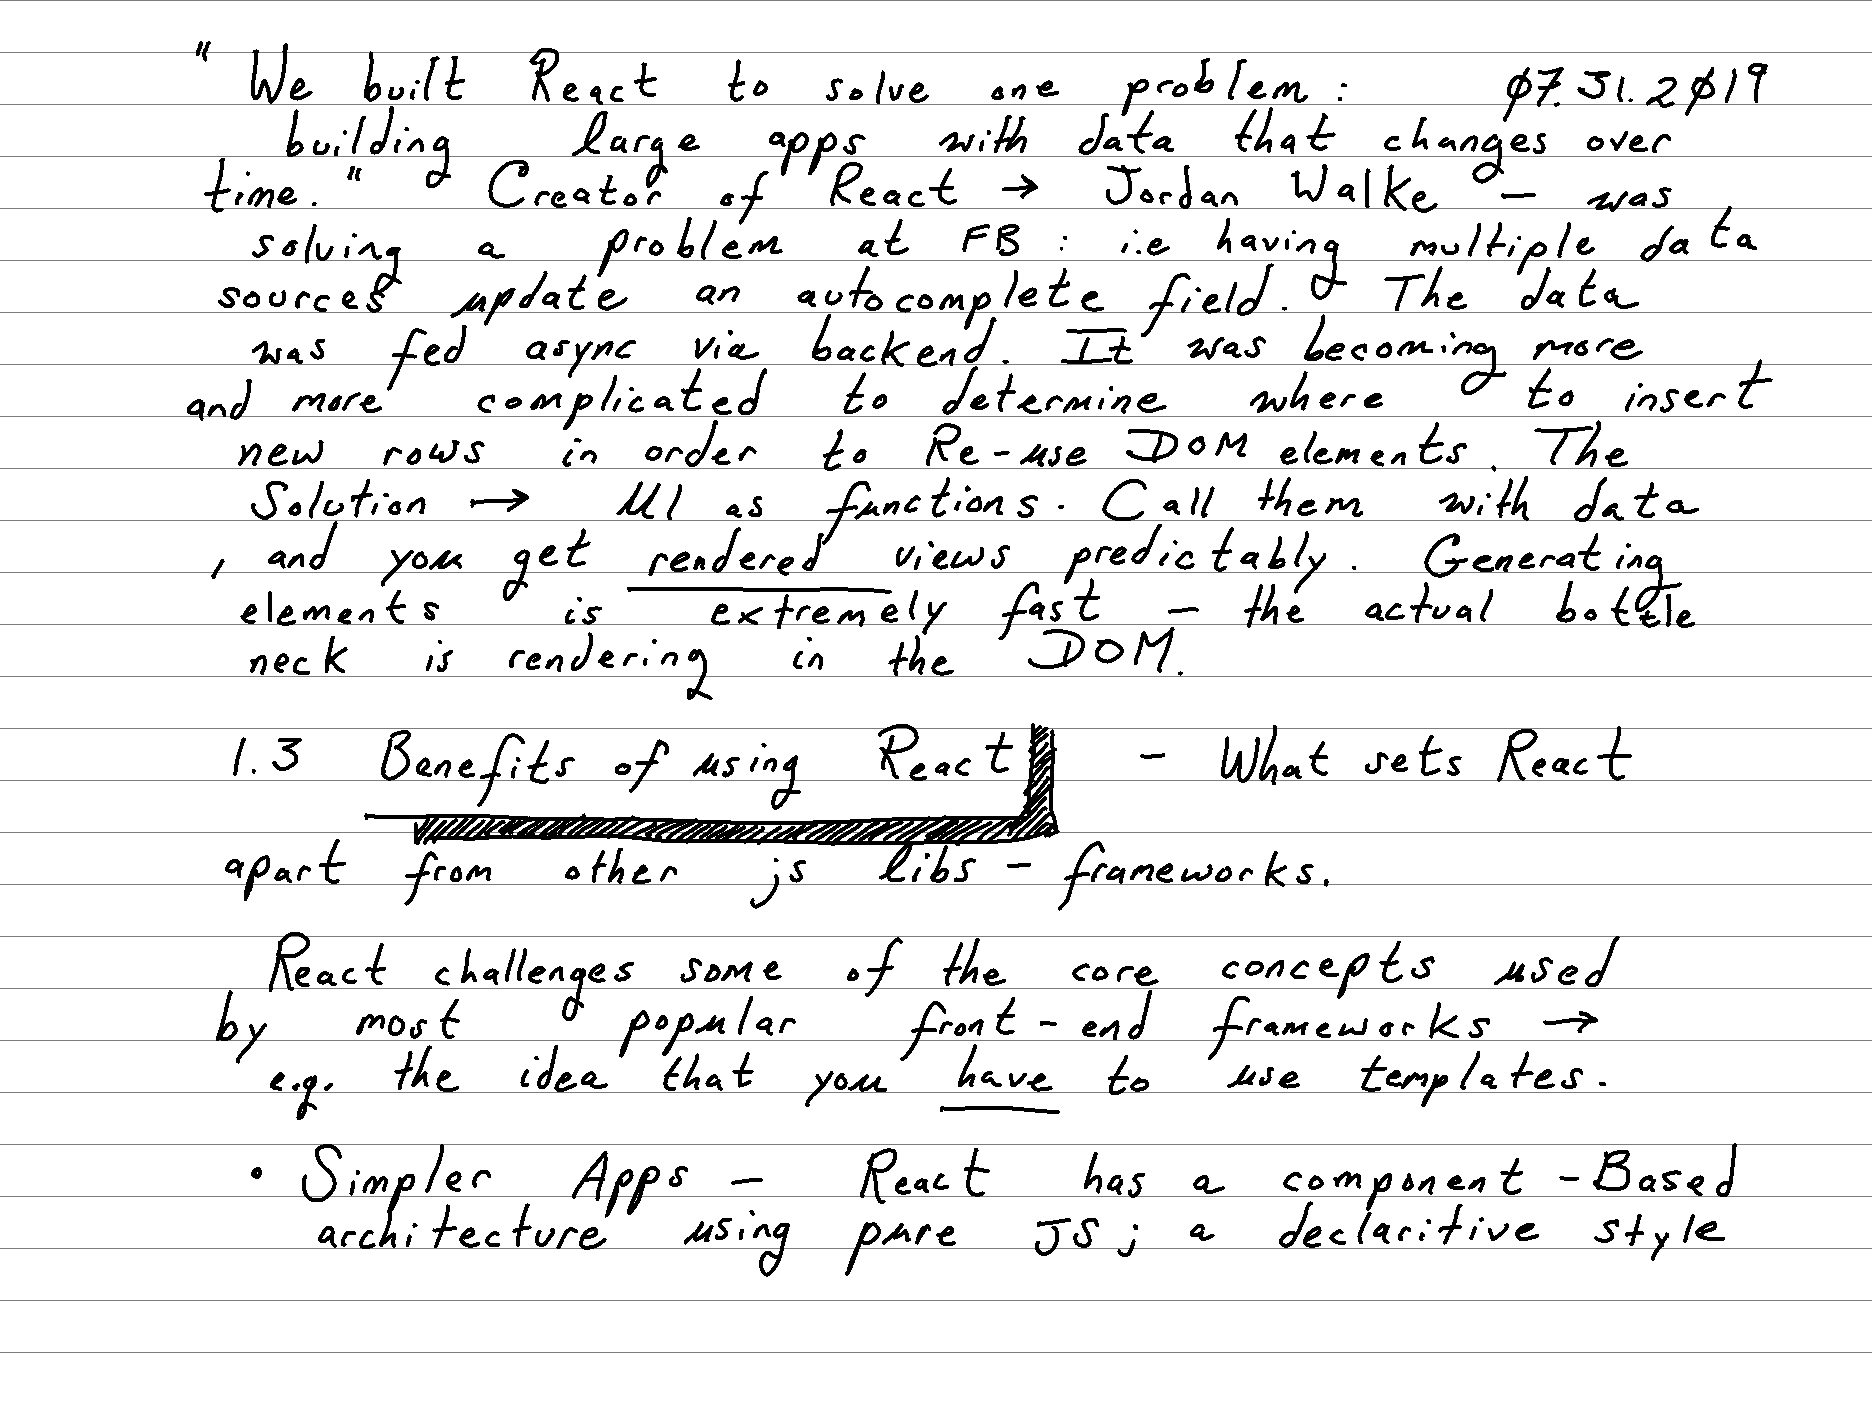 " We built React to solve one problem : 07.31.2019
building large apps with data that changes over
time. " Creator of React → Jordan Walke – was
solving a problem at FB : i.e having multiple data
sources update an autocomplete field. The data
was fed async via backend. It was becoming more
and more complicated to determine where to insert
new rows in order to Re-use DOM elements. The
Solution → UI as functions. Call them with data
, and you get rendered views predictably. Generating
elements is extremely fast – the actual bottle
neck is rendering in the DOM.
1.3 Benefits of using React – What sets React
apart from other js libs – frameworks.
React challenges some of the core concepts used
by most popular front-end frameworks →
e.g. the idea that you have to use templates.
• Simpler Apps – React has a component-Based
architecture using pure JS; a declaritive style